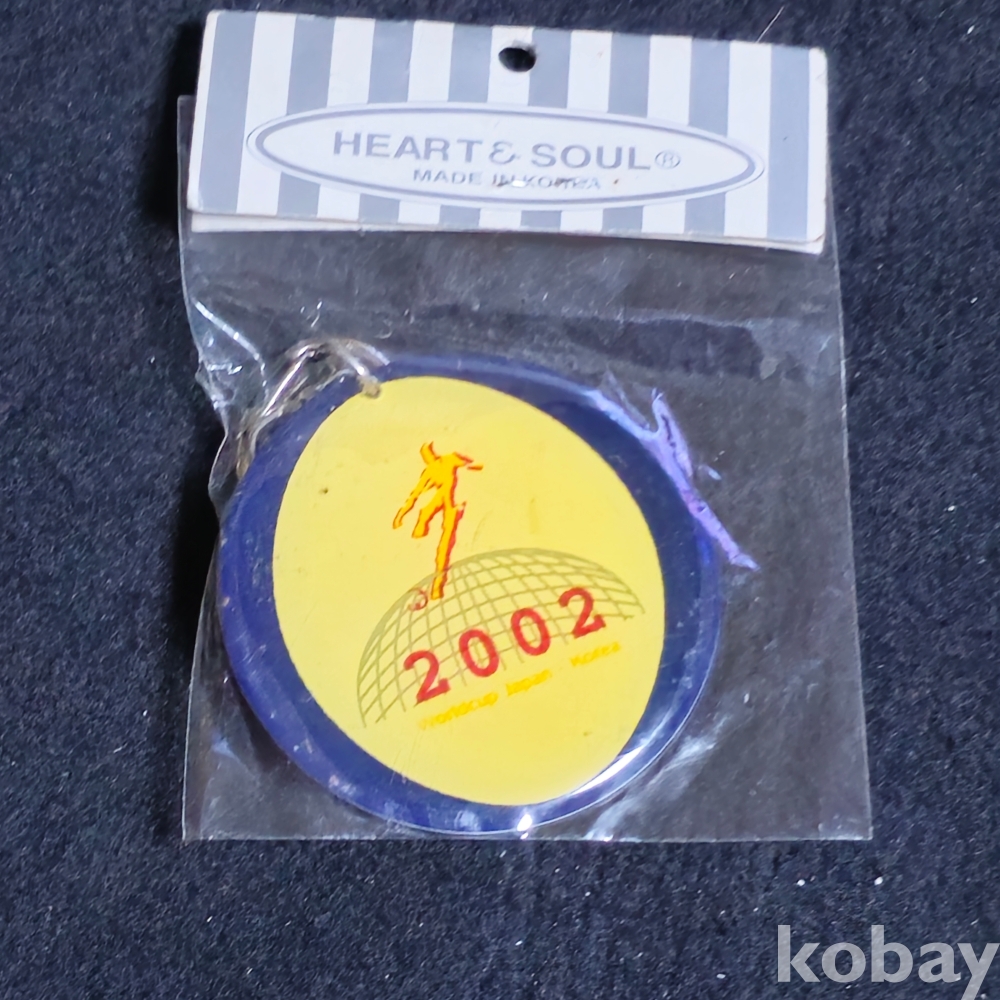 HEART & SOUL®
MADE IN KOREA
2002
Worldcup Japan · Korea
kobay